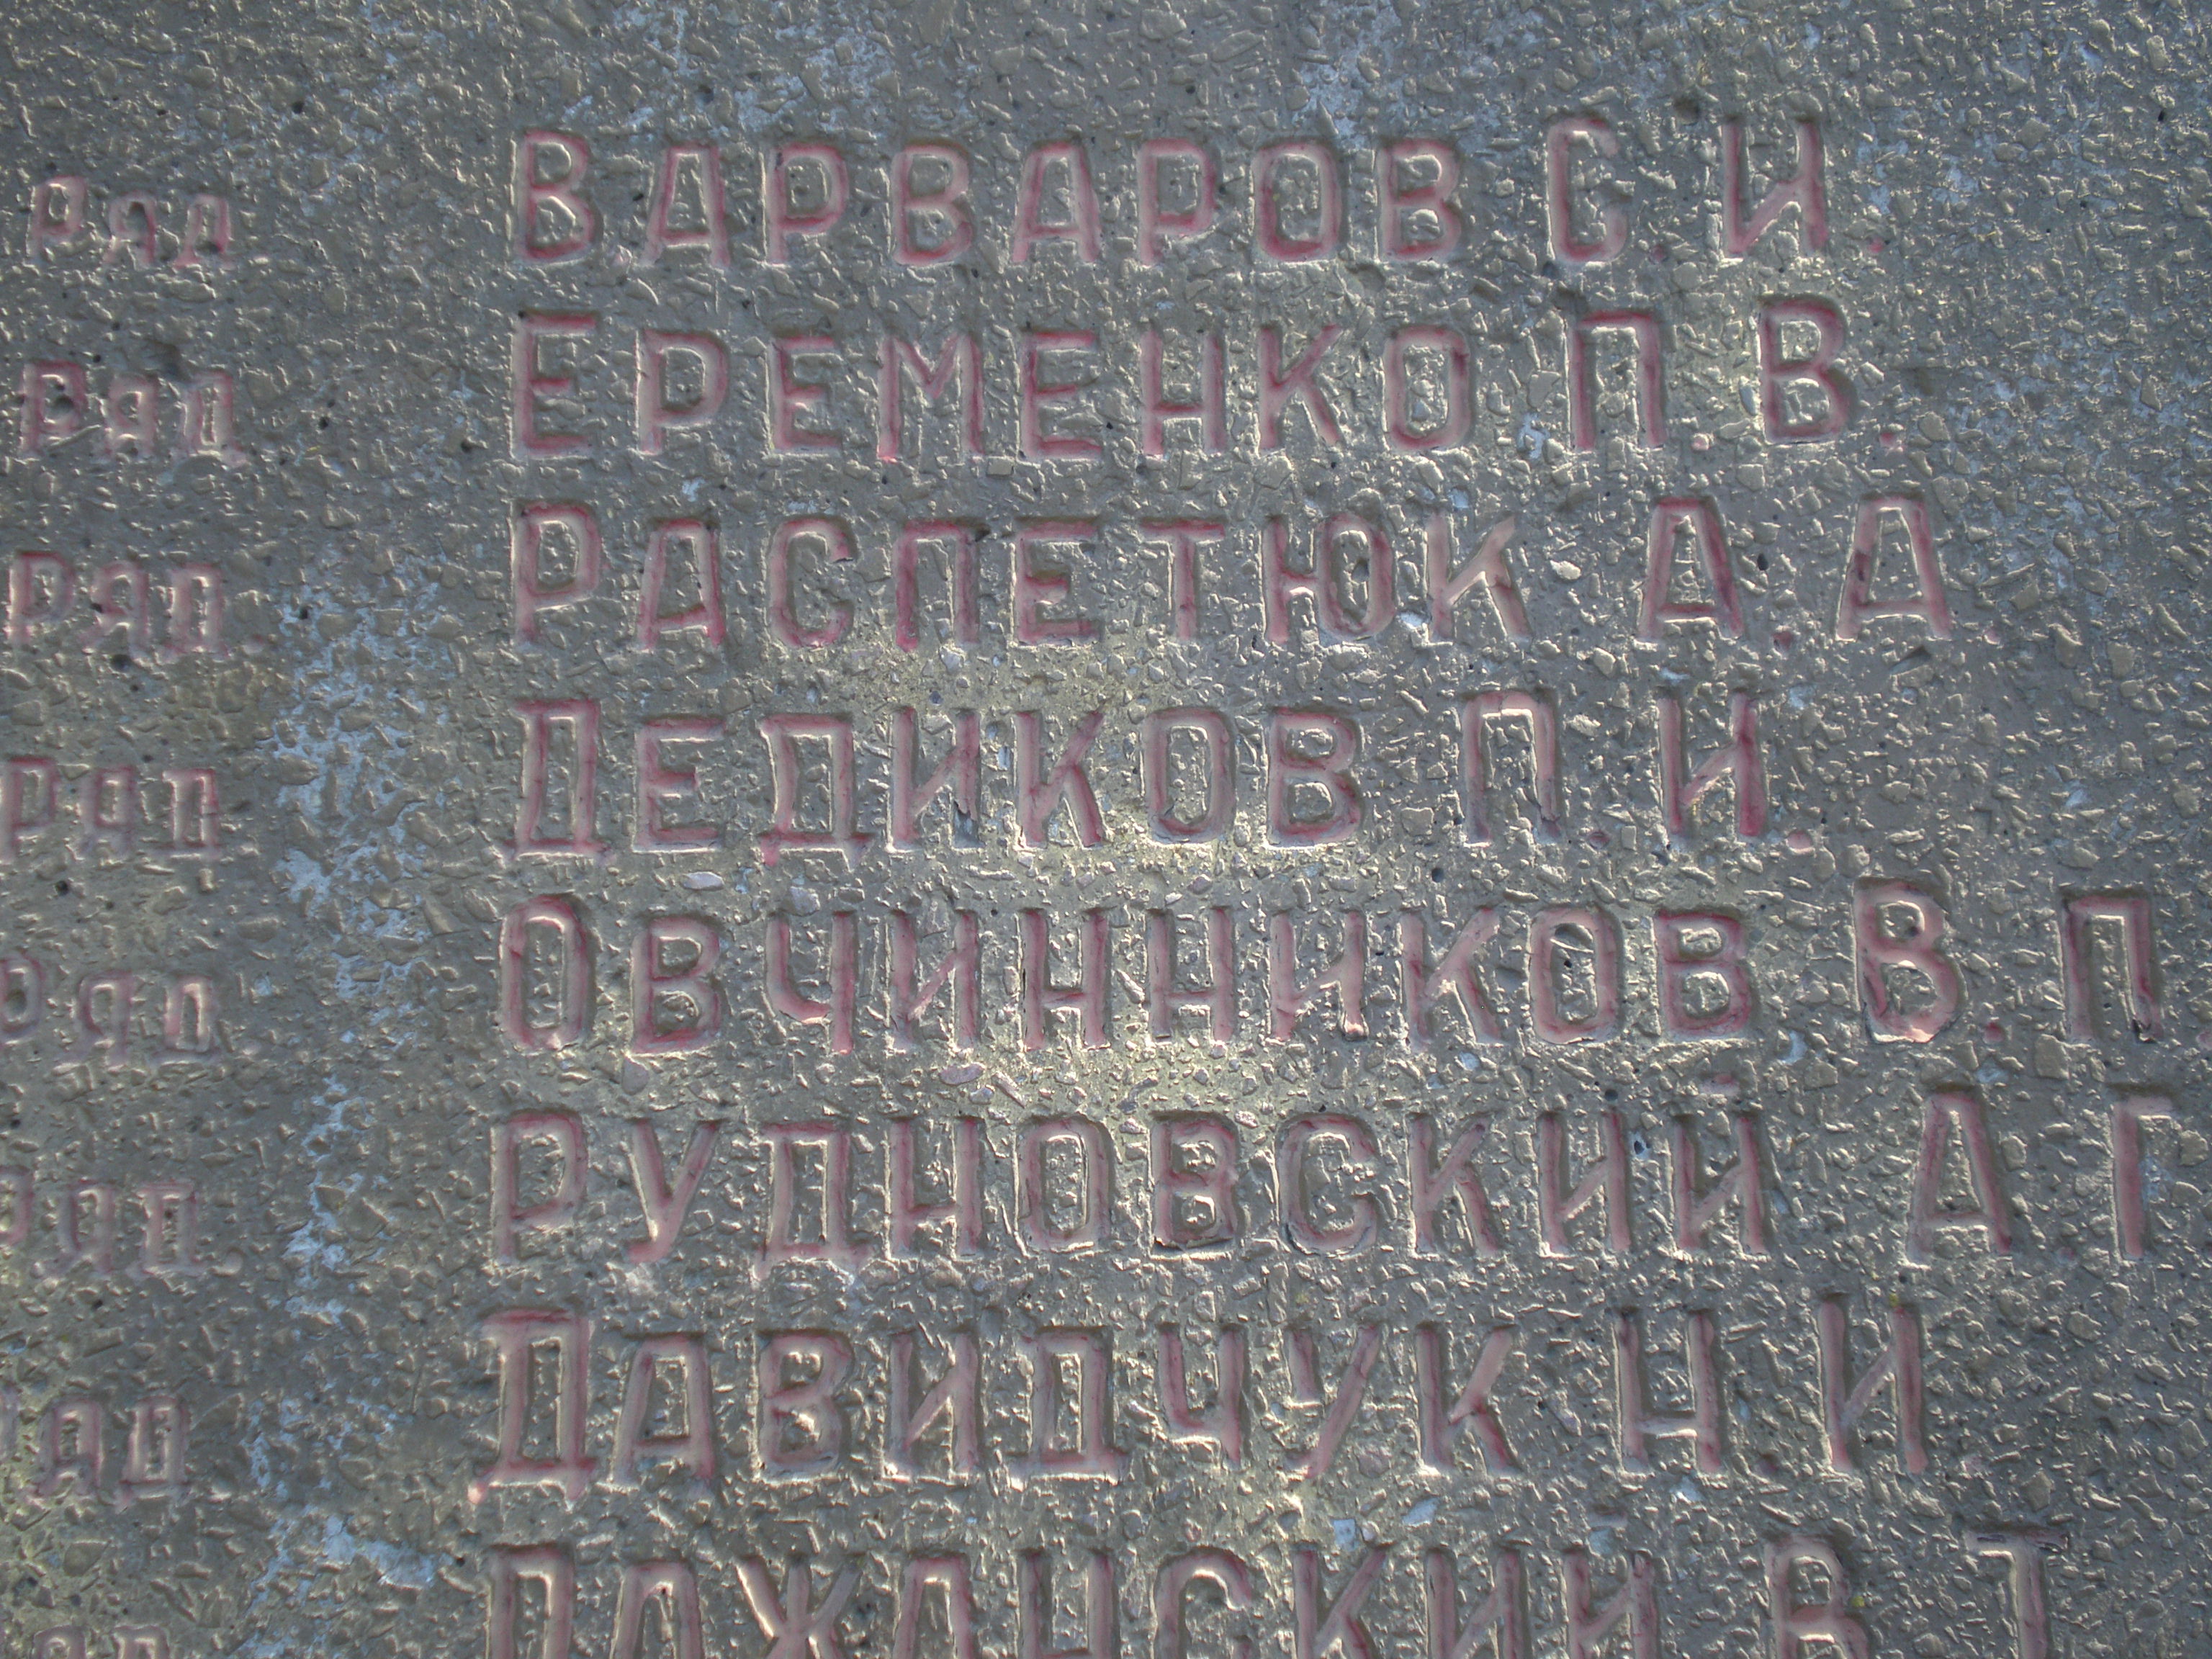 ряд Варваров С.И.
ряд Еременко П.В.
ряд. Распетюк А.А.
ряд Дедиков П.И.
ряд Овчинников В.П.
ряд. Рудновский А.Г
ряд Давидчук Н.И
В.Т